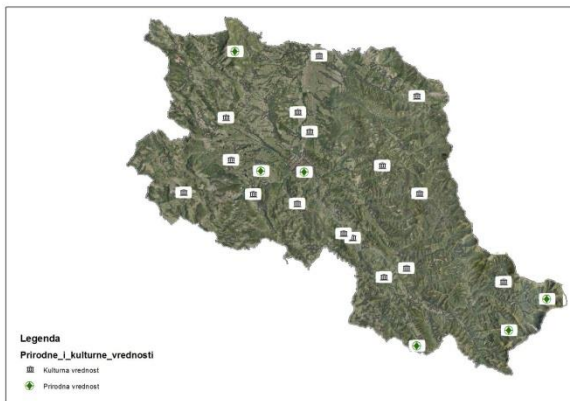 Legenda
Prirodne_i_kulturne_vrednosti
Kulturna vrednost
Prirodna vrednost